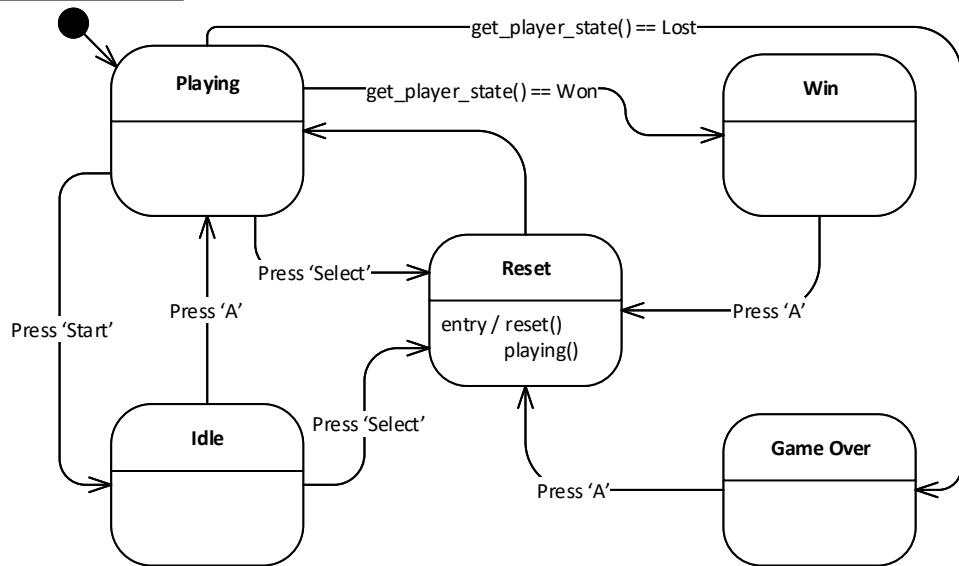 get_player_state() == Lost
Playing
get_player_state() == Won
Win
Press ‘Select’
Reset
Press ‘A’
Press ‘A’
Press ‘Start’
entry / reset()
playing()
Press ‘Select’
Idle
Game Over
Press ‘A’